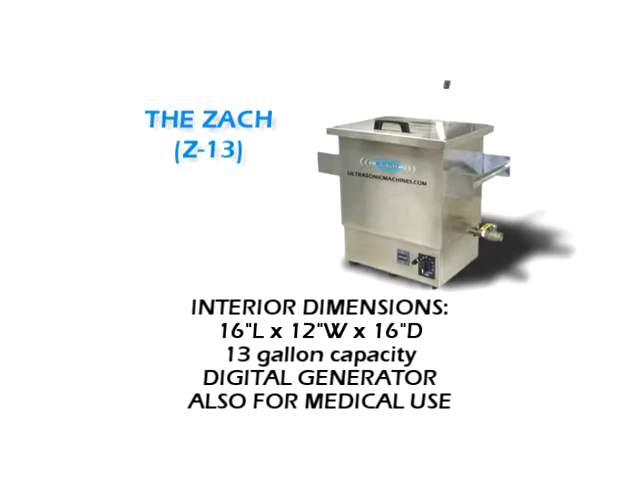 THE ZACH
(Z-13)
ULTRASONICMACHINES.COM
INTERIOR DIMENSIONS:
16"L x 12"W x 16"D
13 gallon capacity
DIGITAL GENERATOR
ALSO FOR MEDICAL USE